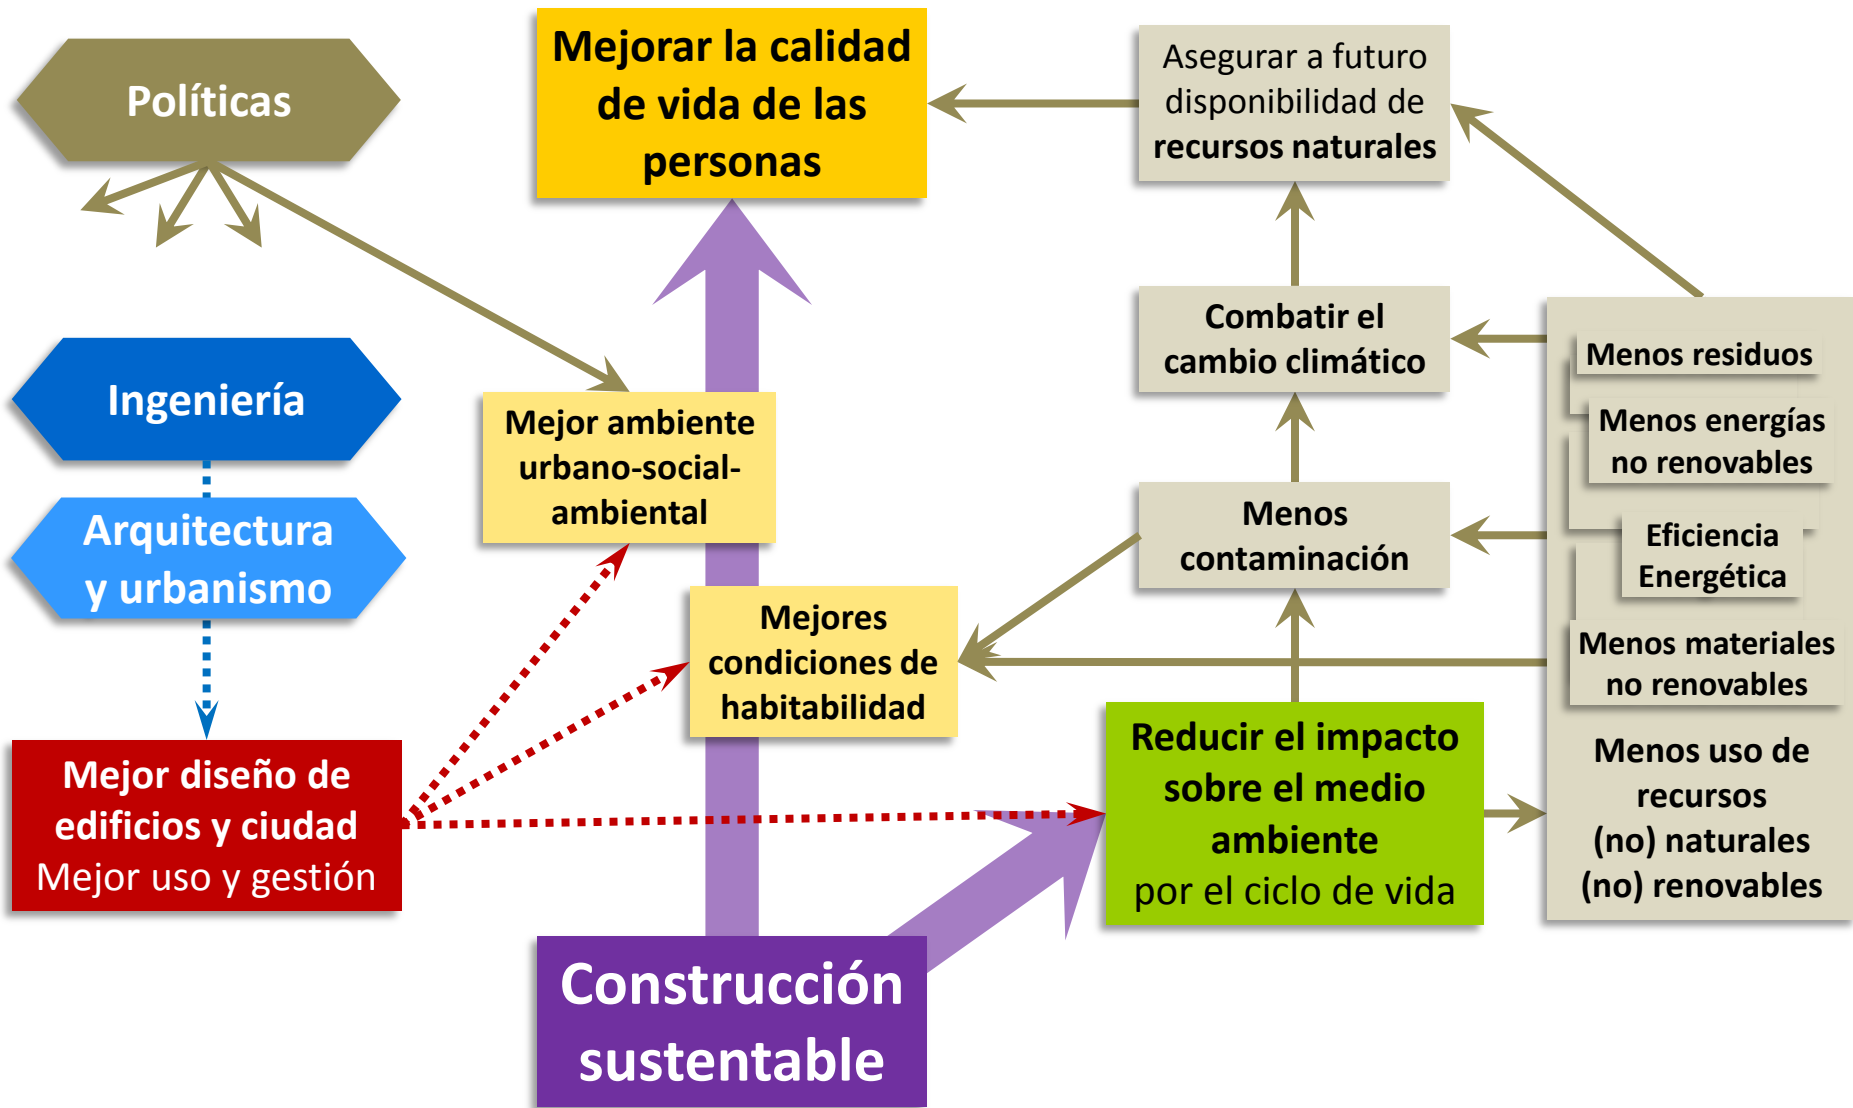 Políticas
Mejorar la calidad
de vida de las
personas
Asegurar a futuro
disponibilidad de
recursos naturales
Ingeniería
Arquitectura
y urbanismo
Mejor ambiente
urbano-social-
ambiental
Mejores
condiciones de
habitabilidad
Combatir el
cambio climático
Menos
contaminación
Menos residuos
Menos energías
no renovables
Eficiencia
Energética
Menos materiales
no renovables
Menos uso de
recursos
(no) naturales
(no) renovables
Mejor diseño de
edificios y ciudad
Mejor uso y gestión
Reducir el impacto
sobre el medio
ambiente
por el ciclo de vida
Construcción
sustentable